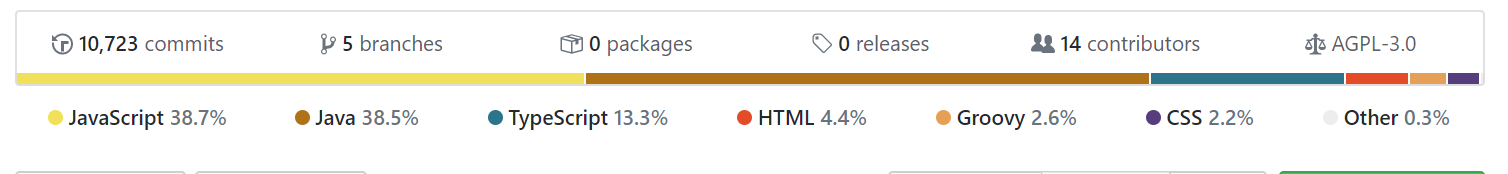 10,723 commits 5 branches 0 packages 0 releases 14 contributors AGPL-3.0
JavaScript 38.7% Java 38.5% TypeScript 13.3% HTML 4.4% Groovy 2.6% CSS 2.2% Other 0.3%